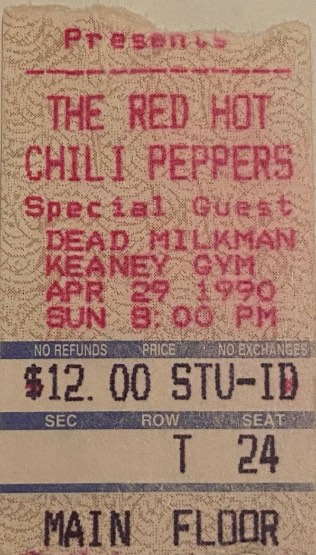 Presents
THE RED HOT
CHILI PEPPERS
Special Guest
DEAD MILKMAN
KEANEY GYM
APR 29 1990
SUN 8:00 PM
NO REFUNDS PRICE NO EXCHANGES
$12.00 STU-ID
SEC ROW SEAT
T 24
MAIN FLOOR